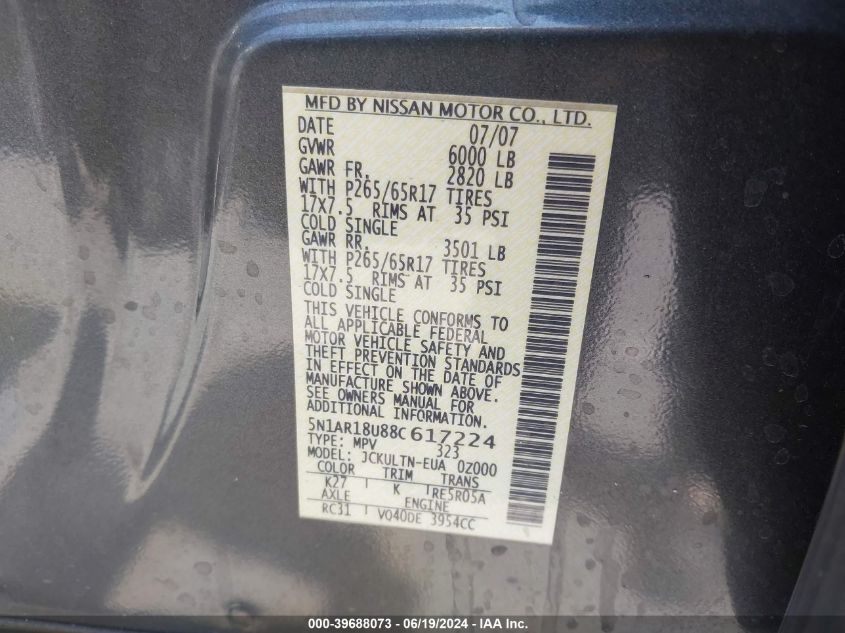 MFD BY NISSAN MOTOR CO., LTD.
DATE 07/07
GVWR 6000 LB
GAWR FR. 2820 LB
WITH P265/65R17 TIRES
17X7.5 RIMS AT 35 PSI
COLD SINGLE
GAWR RR. 3501 LB
WITH P265/65R17 TIRES
17X7.5 RIMS AT 35 PSI
COLD SINGLE
THIS VEHICLE CONFORMS TO
ALL APPLICABLE FEDERAL
MOTOR VEHICLE SAFETY AND
THEFT PREVENTION STANDARDS
IN EFFECT ON THE DATE OF
MANUFACTURE SHOWN ABOVE.
SEE OWNERS MANUAL FOR
ADDITIONAL INFORMATION
5N1AR18U88C617224
TYPE: MPV 323
MODEL: JCKULTN-EUA 0Z000
COLOR TRIM TRANS
K27 K RE5R05A
AXLE ENGINE
RC31 VQ40DE 3954CC
000-39688073 - 06/19/2024 - IAA Inc.